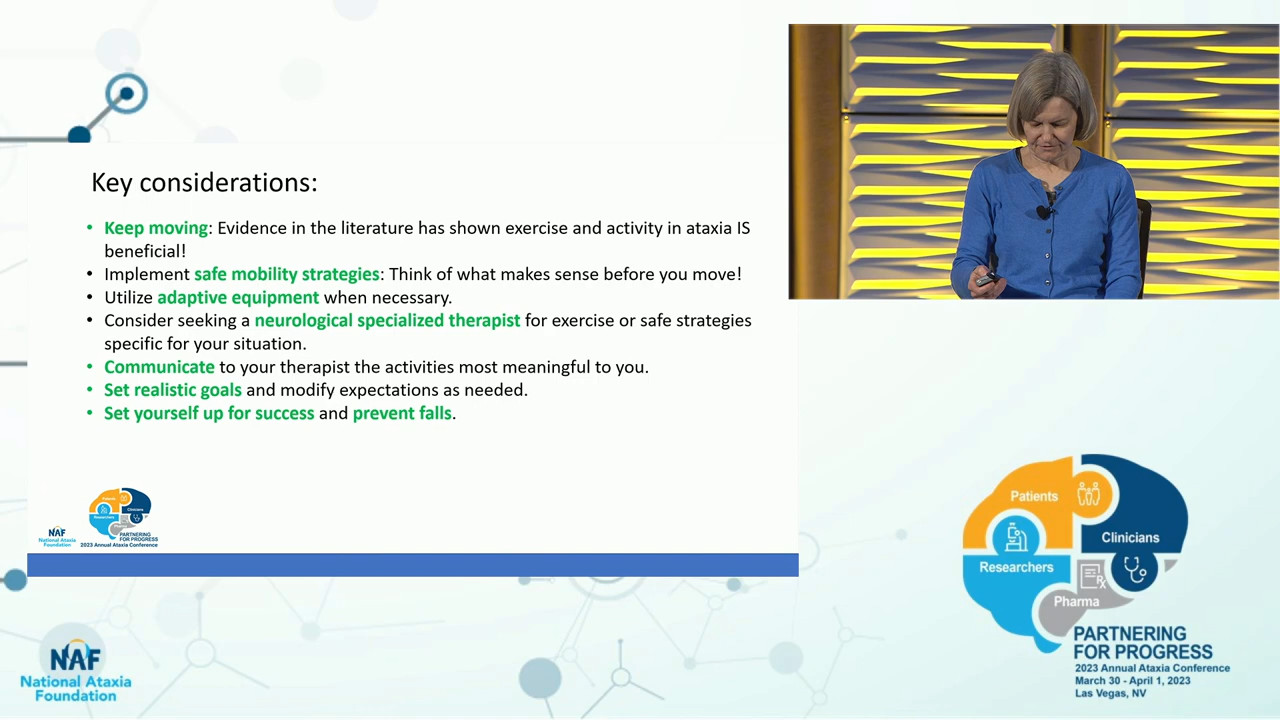 Key considerations:
• Keep moving: Evidence in the literature has shown exercise and activity in ataxia IS
beneficial!
• Implement safe mobility strategies: Think of what makes sense before you move!
• Utilize adaptive equipment when necessary.
• Consider seeking a neurological specialized therapist for exercise or safe strategies
specific for your situation.
• Communicate to your therapist the activities most meaningful to you.
• Set realistic goals and modify expectations as needed.
• Set yourself up for success and prevent falls.
NAF
National Ataxia
Foundation
Patients
Clinicians
Researchers
Pharma
PARTNERING
FOR PROGRESS
2023 Annual Ataxia Conference
Patients
Clinicians
Researchers
Rx
Pharma
PARTNERING
FOR PROGRESS
2023 Annual Ataxia Conference
March 30 - April 1, 2023
Las Vegas, NV
NAF
National Ataxia
Foundation